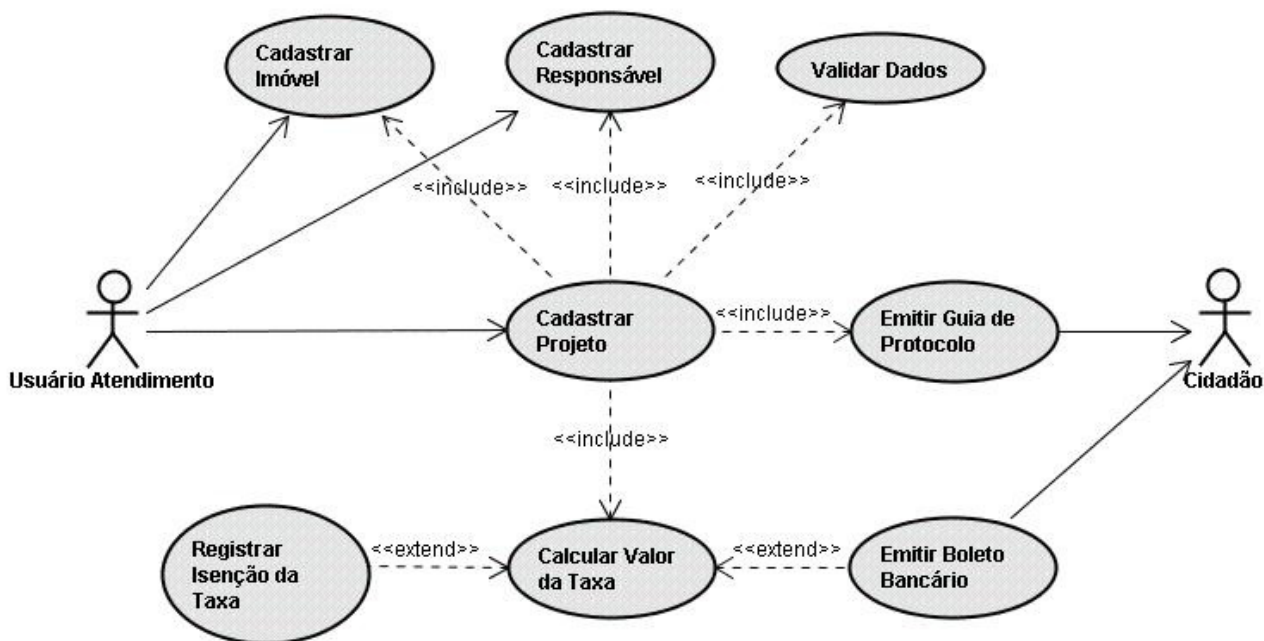 Cadastrar
Imóvel
Cadastrar
Responsável
Validar Dados
<<include>>
<<include>>
<<include>>
Usuário Atendimento
Cadastrar
Projeto
<<include>>
Emitir Guia de
Protocolo
Cidadão
<<include>>
Registrar
Isenção da
Taxa
<<extend>>
Calcular Valor
da Taxa
<<extend>>
Emitir Boleto
Bancário